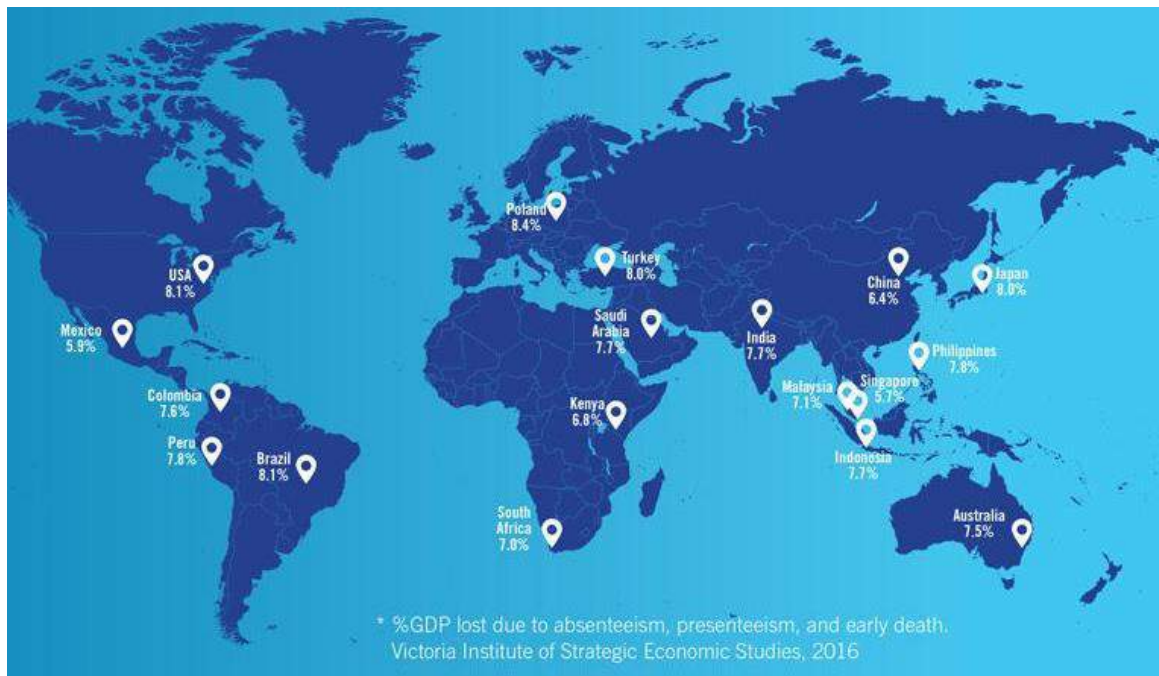 Poland
8.4%
Turkey
8.0%
USA
8.1%
China
6.4%
Japan
8.0%
Mexico
5.9%
Saudi
Arabia
7.7%
India
7.7%
Philippines
7.8%
Colombia
7.6%
Kenya
6.8%
Malaysia
7.1%
Singapore
5.7%
Peru
7.8%
Brazil
8.1%
Indonesia
7.7%
South
Africa
7.0%
Australia
7.5%
* %GDP lost due to absenteeism, presenteeism, and early death.
Victoria Institute of Strategic Economic Studies, 2016